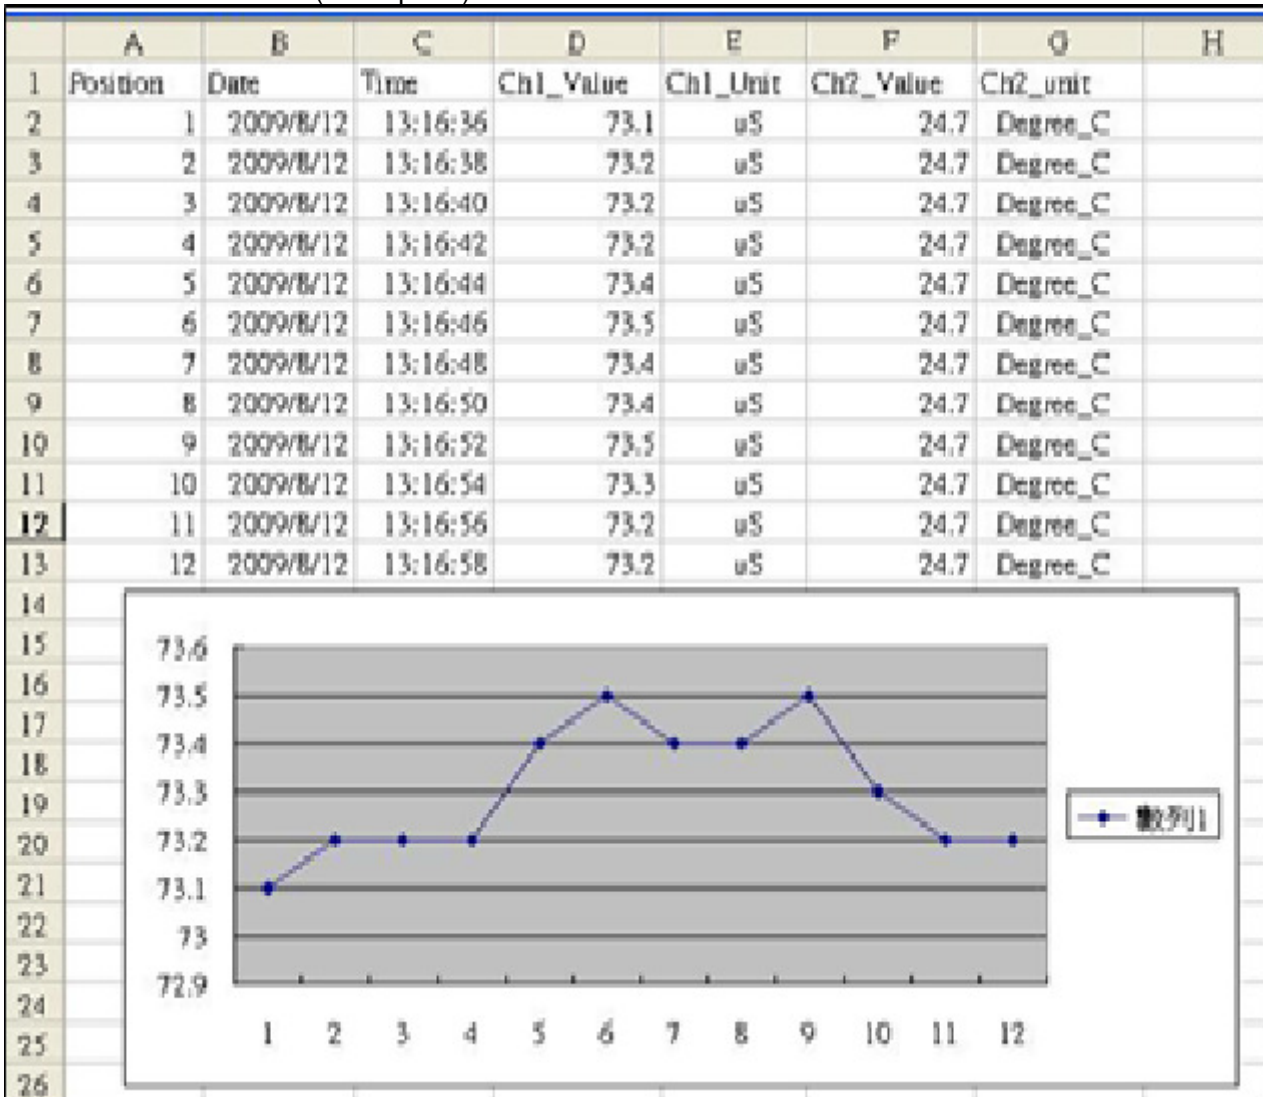 A B C D E F G H
1 Position Date Time Ch1_Value Ch1_Unit Ch2_Value Ch2_unit
2 1 2009/8/12 13:16:36 73.1 uS 24.7 Degree_C
3 2 2009/8/12 13:16:38 73.2 uS 24.7 Degree_C
4 3 2009/8/12 13:16:40 73.2 uS 24.7 Degree_C
5 4 2009/8/12 13:16:42 73.2 uS 24.7 Degree_C
6 5 2009/8/12 13:16:44 73.4 uS 24.7 Degree_C
7 6 2009/8/12 13:16:46 73.5 uS 24.7 Degree_C
8 7 2009/8/12 13:16:48 73.4 uS 24.7 Degree_C
9 8 2009/8/12 13:16:50 73.4 uS 24.7 Degree_C
10 9 2009/8/12 13:16:52 73.5 uS 24.7 Degree_C
11 10 2009/8/12 13:16:54 73.3 uS 24.7 Degree_C
12 11 2009/8/12 13:16:56 73.2 uS 24.7 Degree_C
13 12 2009/8/12 13:16:58 73.2 uS 24.7 Degree_C
14
15
16
17
18
19
20
21
22
23
24
25
26
73.6
73.5
73.4
73.3
73.2
73.1
73
72.9
1 2 3 4 5 6 7 8 9 10 11 12
數列1